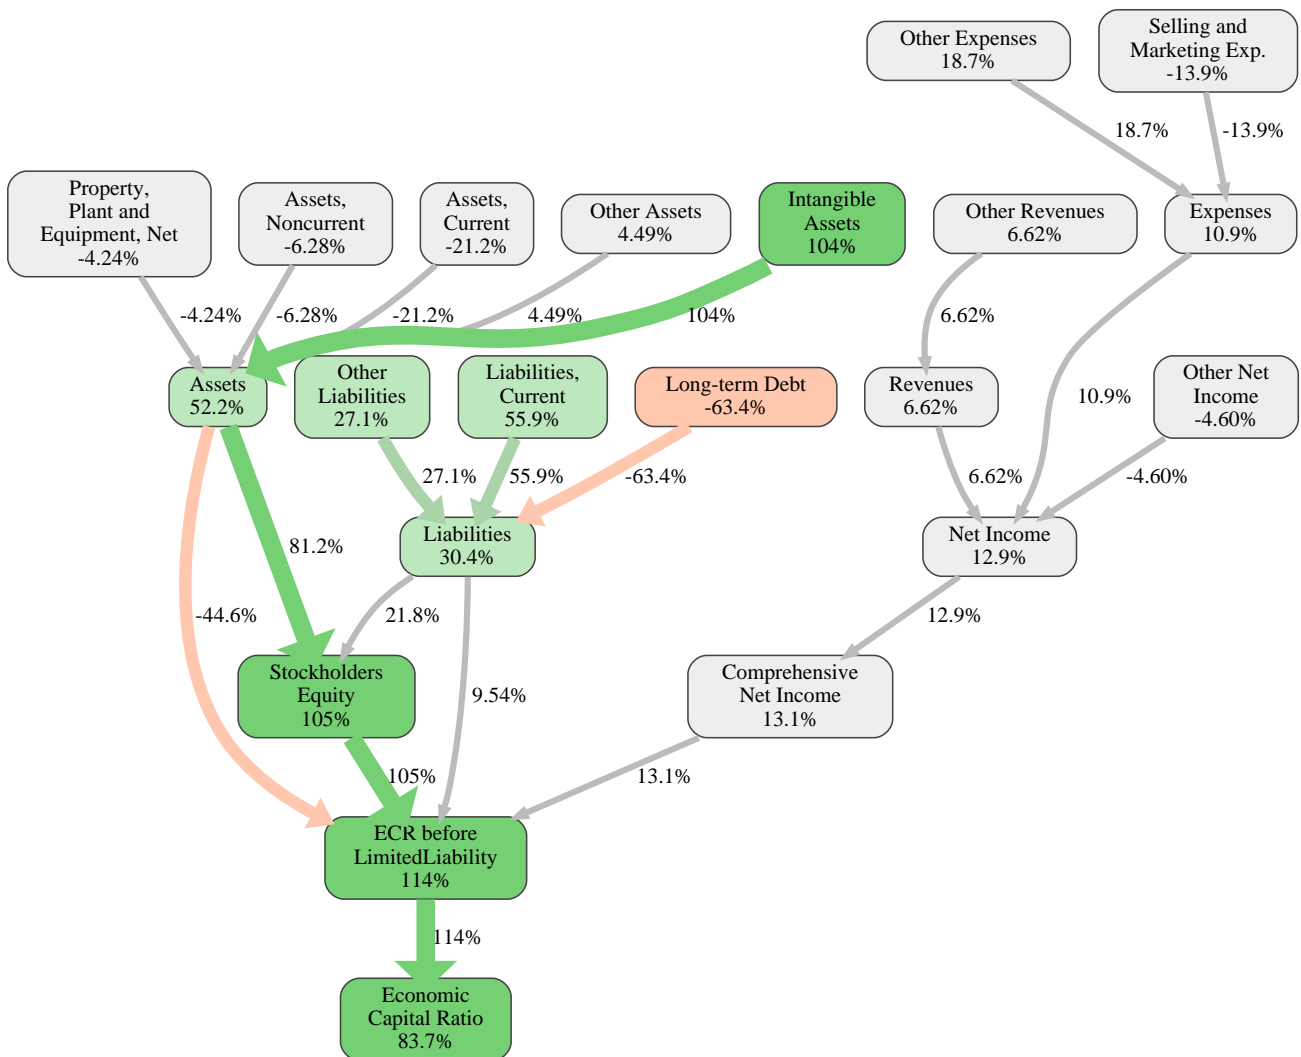 Other Expenses
18.7%
Selling and
Marketing Exp.
-13.9%
18.7%
-13.9%
Property,
Plant and
Equipment, Net
-4.24%
Assets,
Noncurrent
-6.28%
Assets,
Current
-21.2%
Other Assets
4.49%
Intangible
Assets
104%
Other Revenues
6.62%
Expenses
10.9%
-4.24%
-6.28%
-21.2%
4.49%
104%
6.62%
10.9%
Assets
52.2%
Other
Liabilities
27.1%
Liabilities,
Current
55.9%
Long-term Debt
-63.4%
Revenues
6.62%
Other Net
Income
-4.60%
27.1%
55.9%
-63.4%
6.62%
-4.60%
81.2%
Liabilities
30.4%
Net Income
12.9%
-44.6%
21.8%
12.9%
Stockholders
Equity
105%
9.54%
Comprehensive
Net Income
13.1%
105%
13.1%
ECR before
LimitedLiability
114%
114%
Economic
Capital Ratio
83.7%